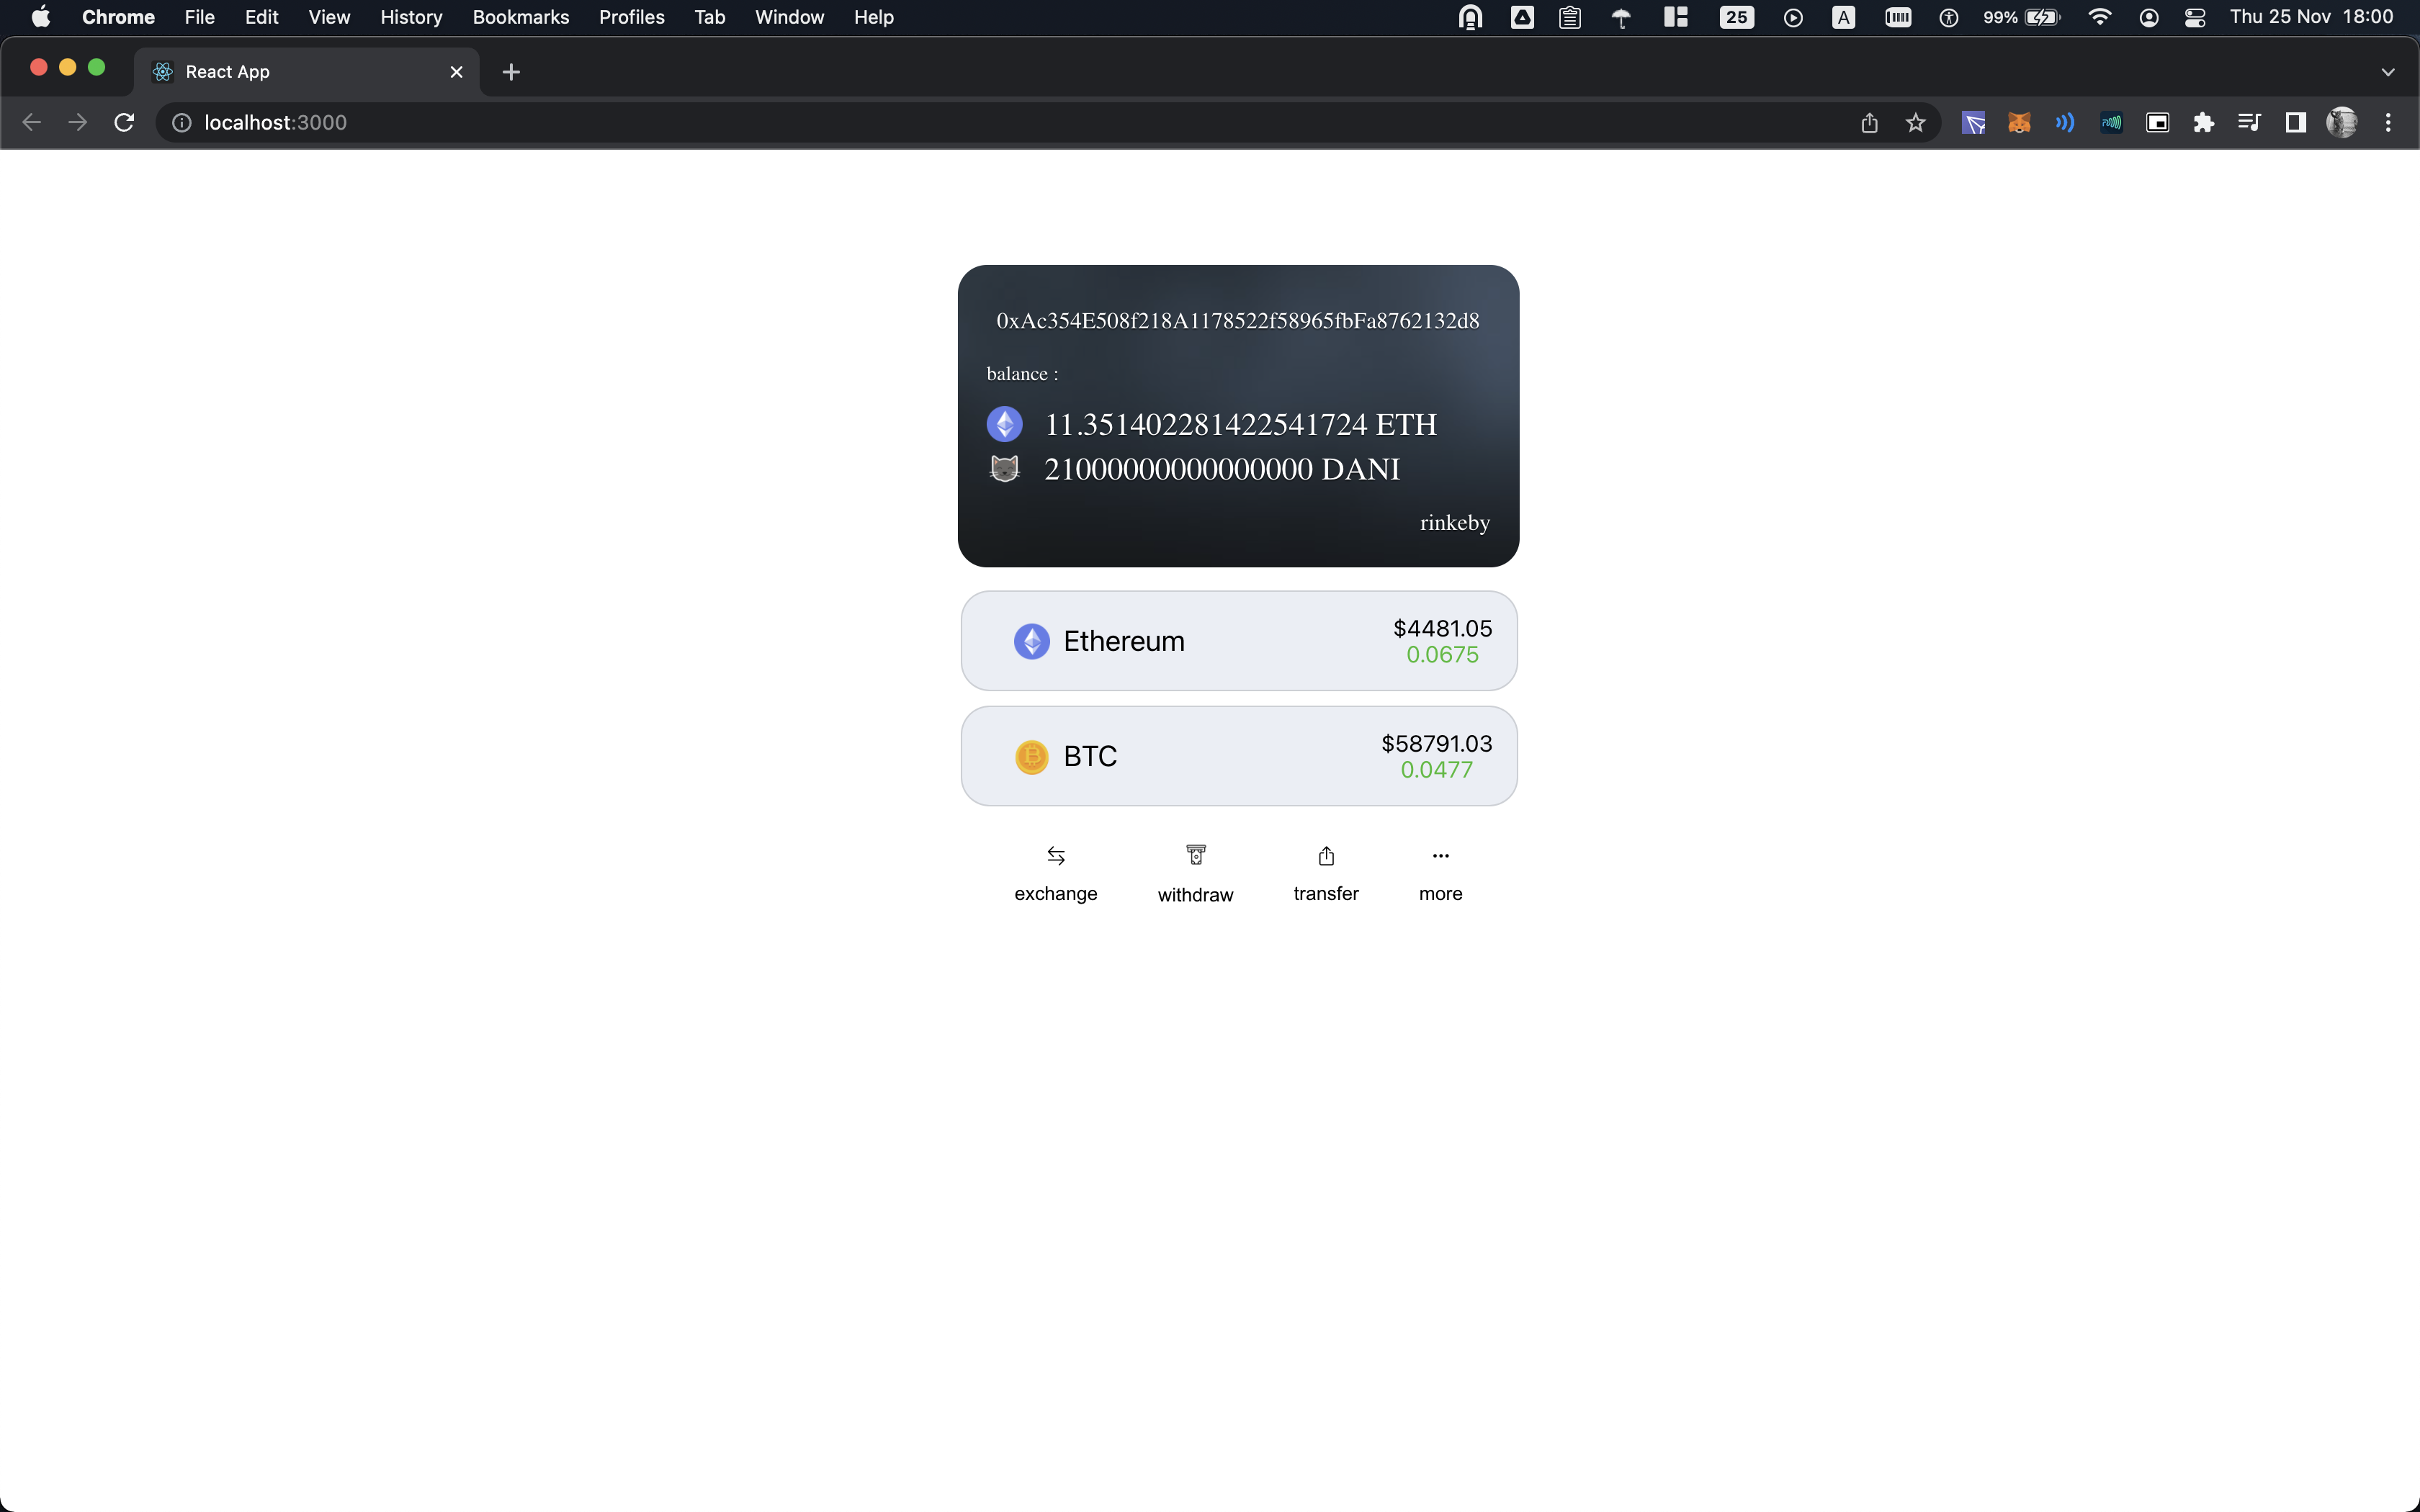 Chrome File Edit View History Bookmarks Profiles Tab Window Help 25 A 99% Thu 25 Nov 18:00
React App
localhost:3000
0xAc354E508f218A1178522f58965fbFa8762132d8
balance :
11.351402281422541724 ETH
21000000000000000 DANI
rinkeby
Ethereum $4481.05
0.0675
BTC $58791.03
0.0477
exchange withdraw transfer more